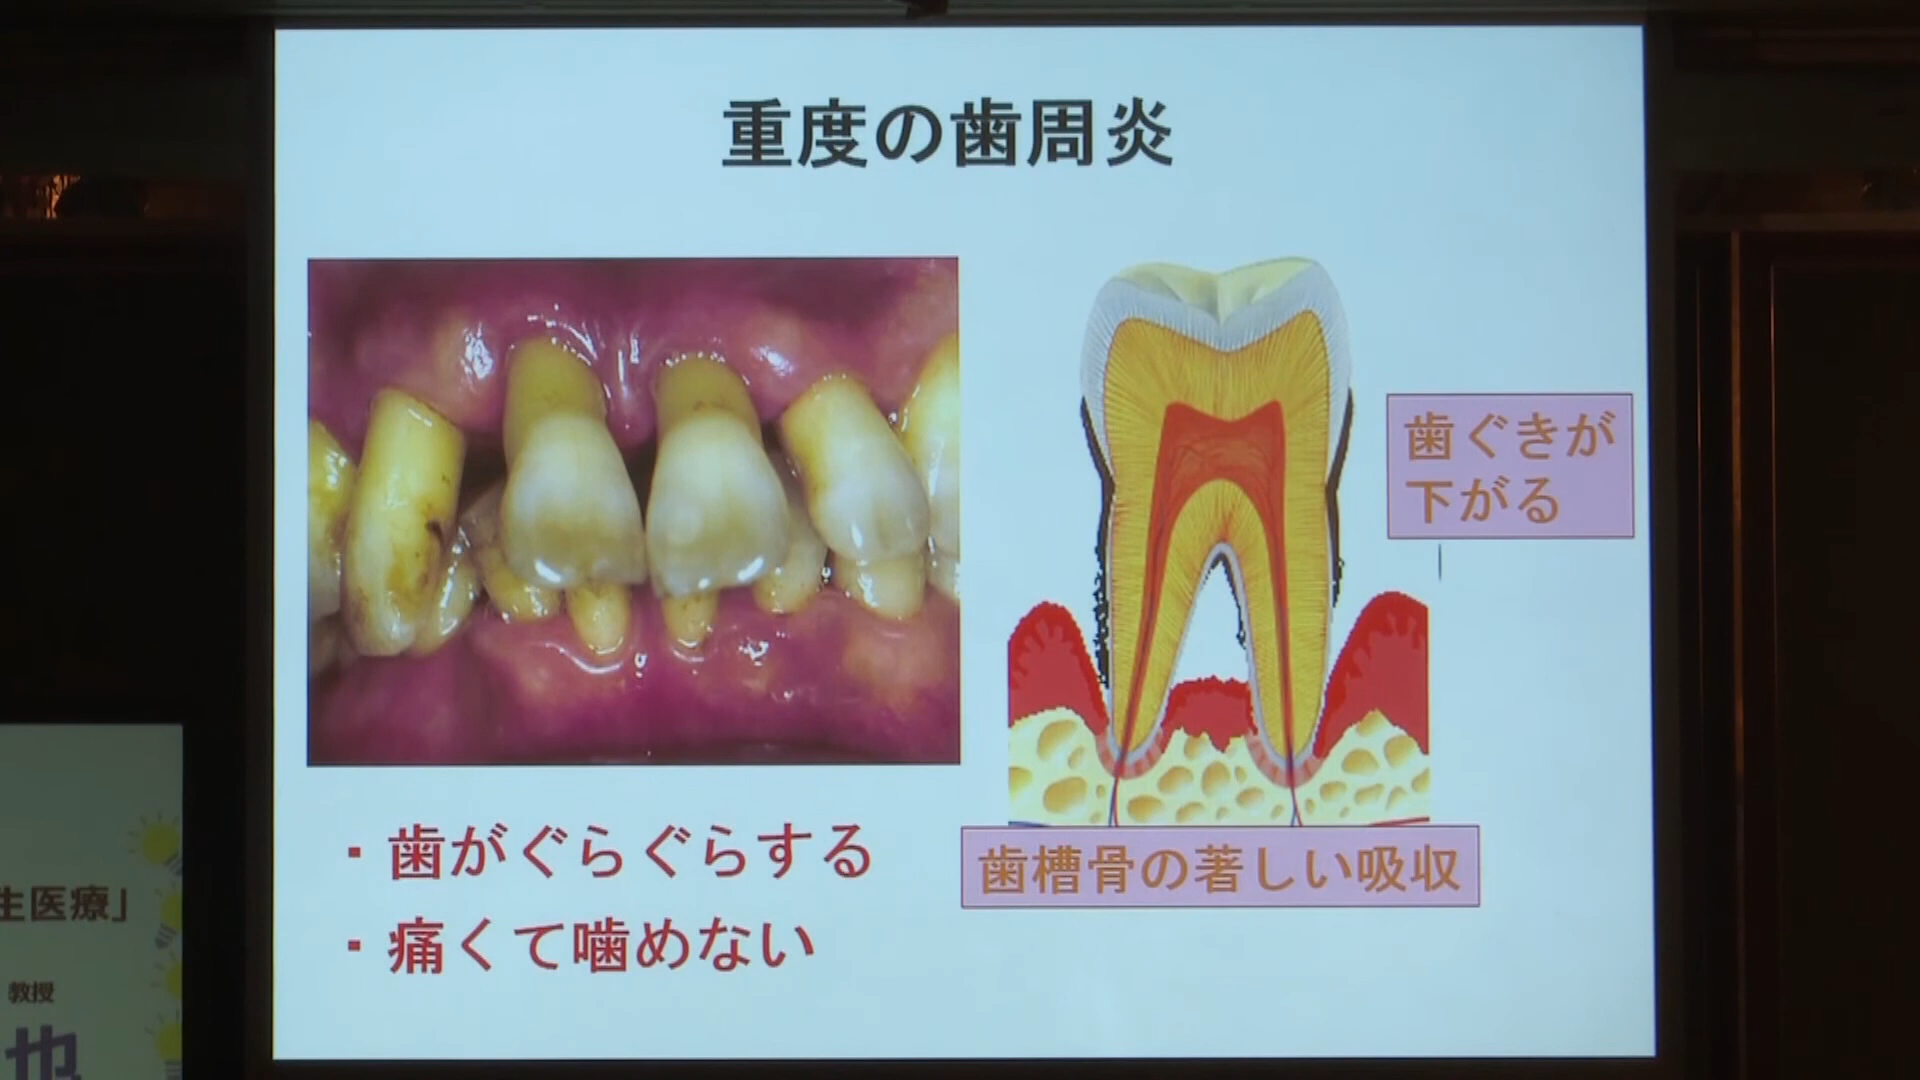 重度の歯周炎
歯ぐきが
下がる
・歯がぐらぐらする
・痛くて噛めない
歯槽骨の著しい吸収
生医療」
教授
也